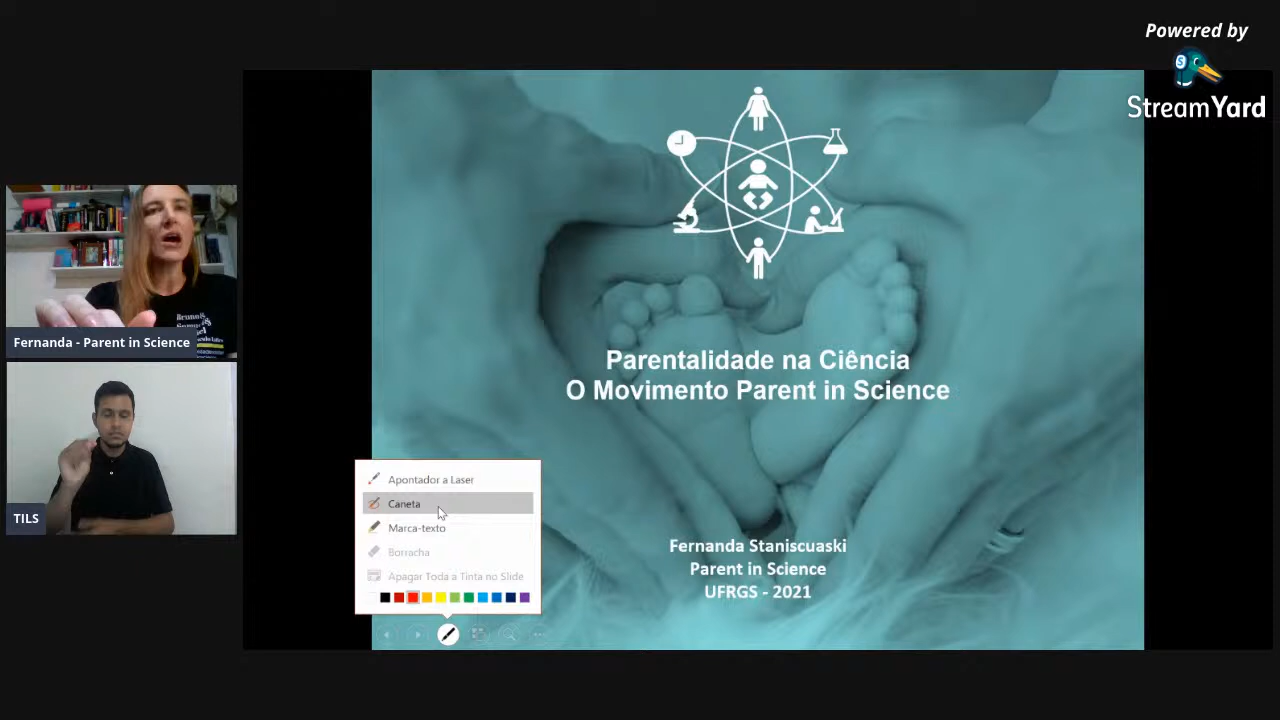 Powered by
StreamYard
Parentalidade na Ciência
O Movimento Parent in Science
Fernanda - Parent in Science
TILS
Apontador a Laser
Caneta
Marca-texto
Borracha
Apagar Toda a Tinta no Slide
Fernanda Staniscuaski
Parent in Science
UFRGS - 2021